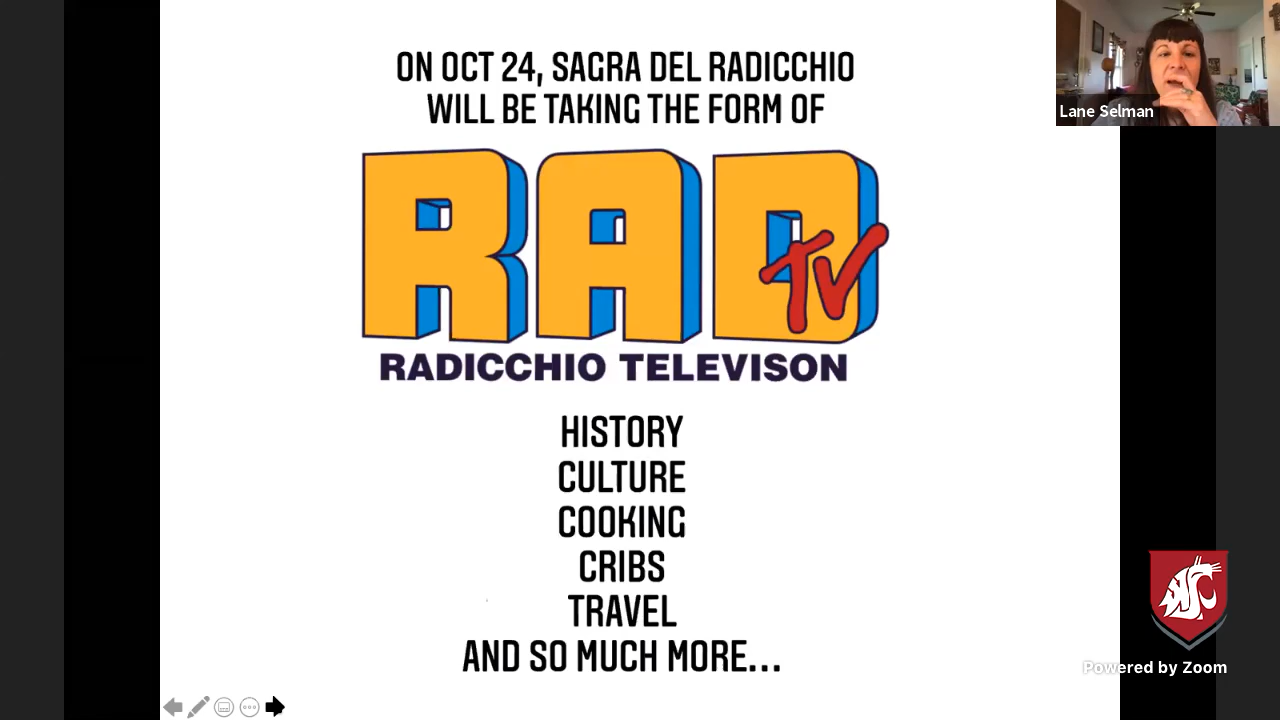 ON OCT 24, SAGRA DEL RADICCHIO
WILL BE TAKING THE FORM OF
RAD
TV
RADICCHIO TELEVISON
HISTORY
CULTURE
COOKING
CRIBS
TRAVEL
AND SO MUCH MORE...
Lane Selman
WSC
Powered by Zoom